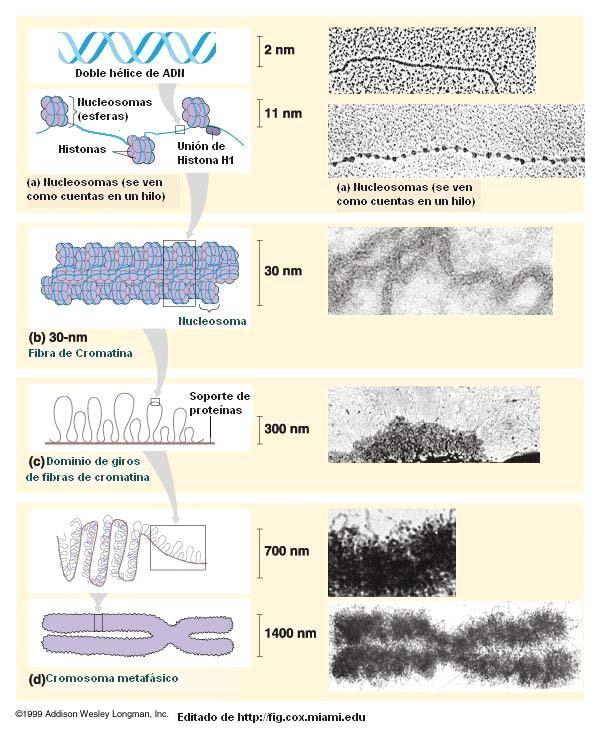 2 nm
Doble hélice de ADN
Nucleosomas
(esferas)
11 nm
Histonas
Unión de
Histona H1
(a) Nucleosomas (se ven
como cuentas en un hilo)
(a) Nucleosomas (se ven
como cuentas en un hilo)
30 nm
Nucleosoma
(b) 30-nm
Fibra de Cromatina
Soporte de
proteínas
300 nm
(c) Dominio de giros
de fibras de cromatina
700 nm
1400 nm
(d) Cromosoma metafásico
©1999 Addison Wesley Longman, Inc. Editado de http://fig.cox.miami.edu